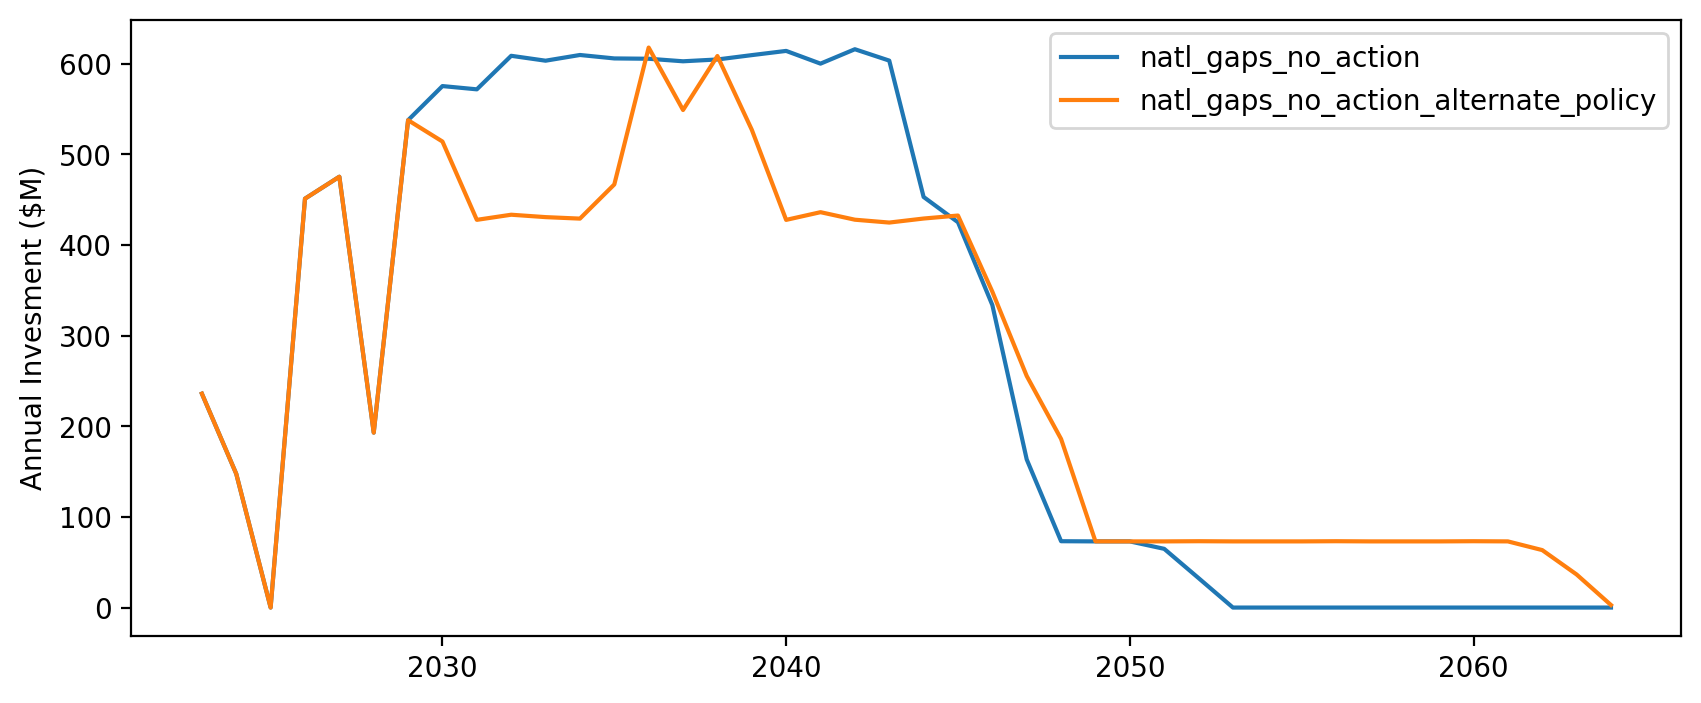 natl_gaps_no_action
natl_gaps_no_action_alternate_policy
Annual Invesment ($M)
600
500
400
300
200
100
0
2030 2040 2050 2060